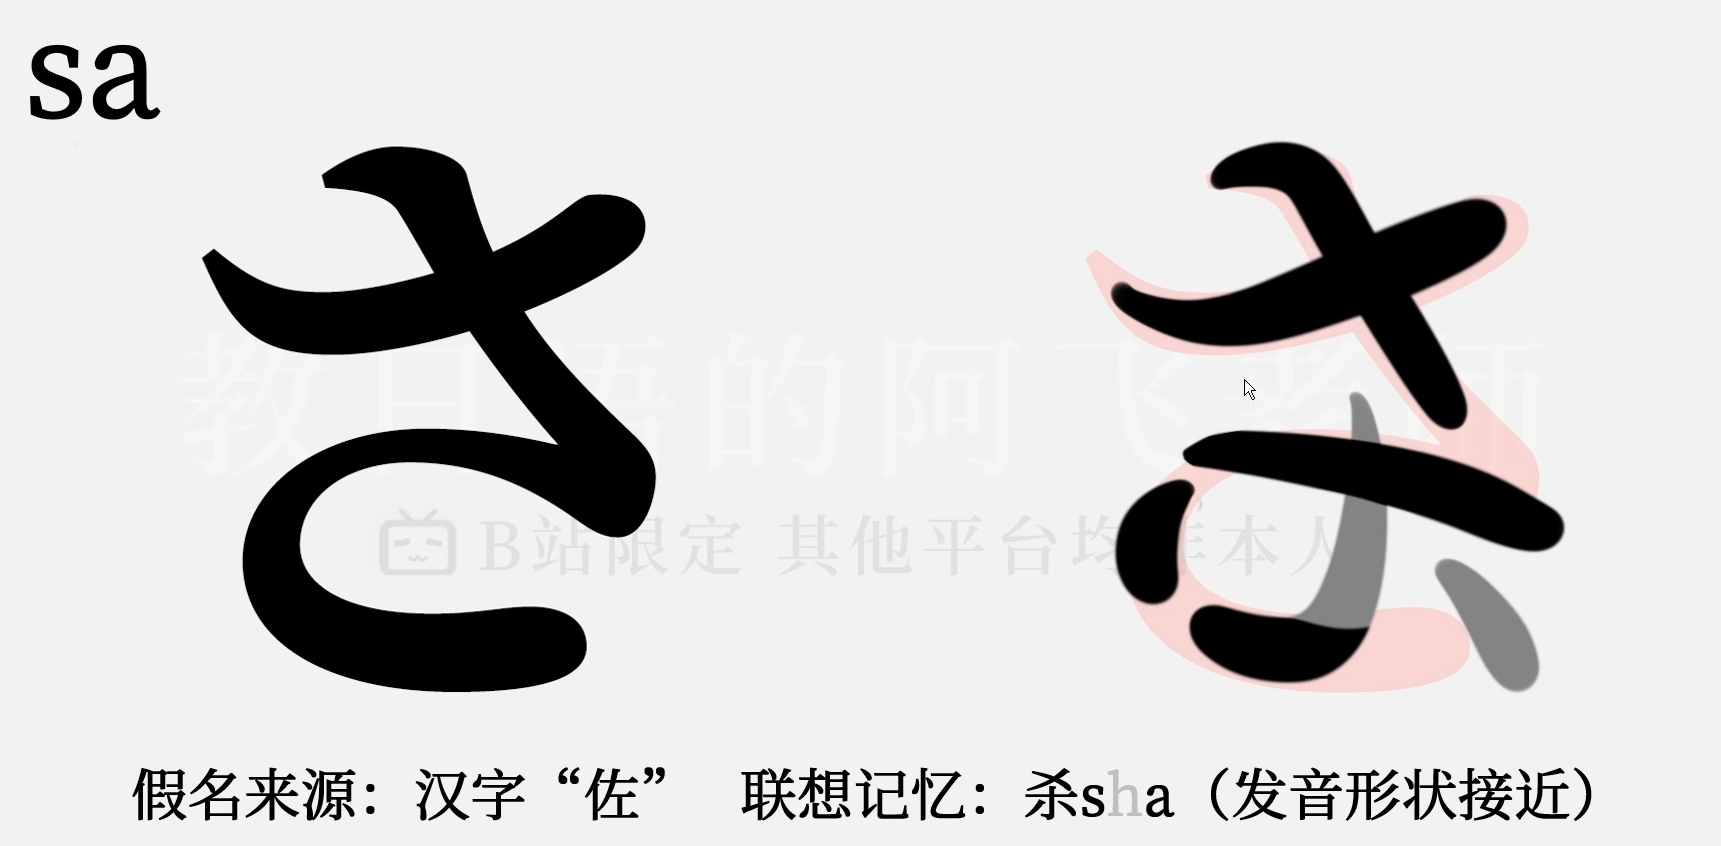 sa
さ 杀
教日语的阿飞老师
B站限定 其他平台均非本人
假名来源：汉字“佐” 联想记忆：杀sha（发音形状接近）